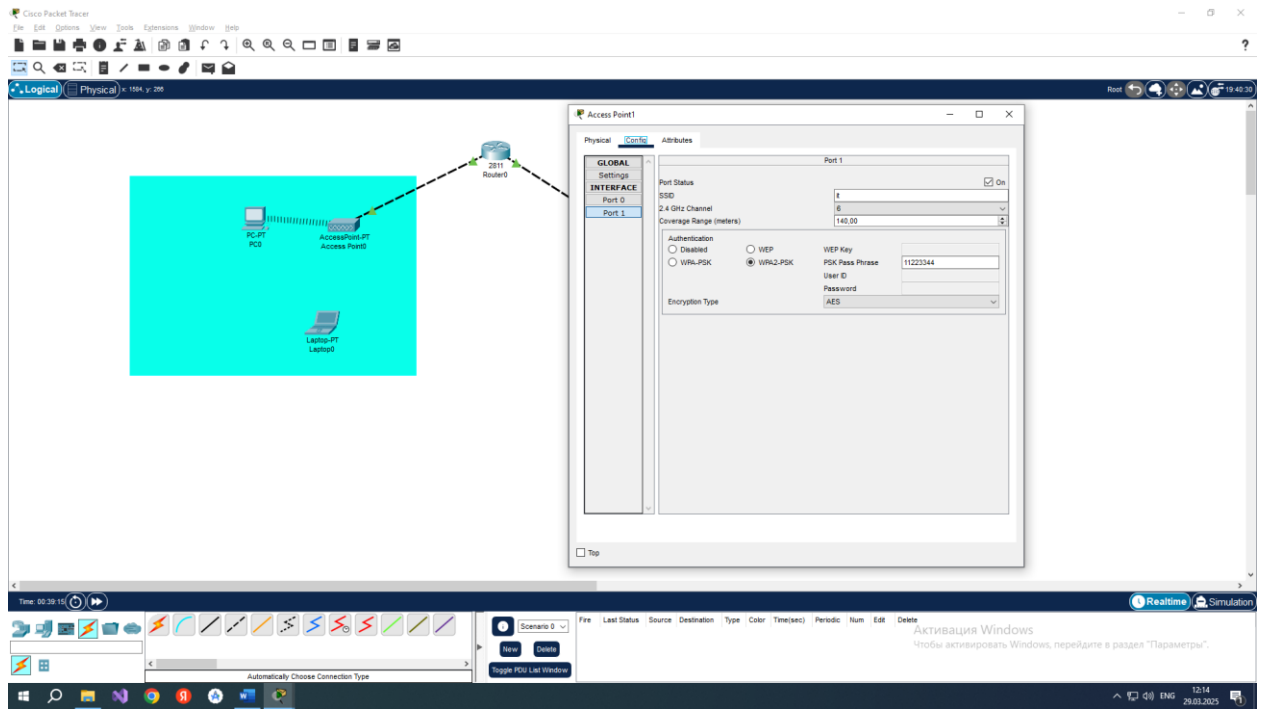 Cisco Packet Tracer
File Edit Options View Tools Extensions Window Help
?
Logical Physical x: 1594, y: 266 Root 19:40:30
2811
Router0
PC-PT
PC0
AccessPoint-PT
Access Point0
Laptop-PT
Laptop0
Access Point1
Physical Config Attributes
GLOBAL
Settings
INTERFACE
Port 0
Port 1
Port 1
Port Status On
SSID
2.4 GHz Channel 6
Coverage Range (meters) 140,00
Authentication
Disabled WEP WEP Key
WPA-PSK WPA2-PSK PSK Pass Phrase 11223344
User ID
Password
Encryption Type AES
Top
Time: 00:39:15 Realtime Simulation
Scenario 0
New Delete
Toggle PDU List Window
Fire Last Status Source Destination Type Color Time(sec) Periodic Num Edit Delete
Automatically Choose Connection Type
Активация Windows
Чтобы активировать Windows, перейдите в раздел "Параметры".
ENG 12:14
29.03.2025